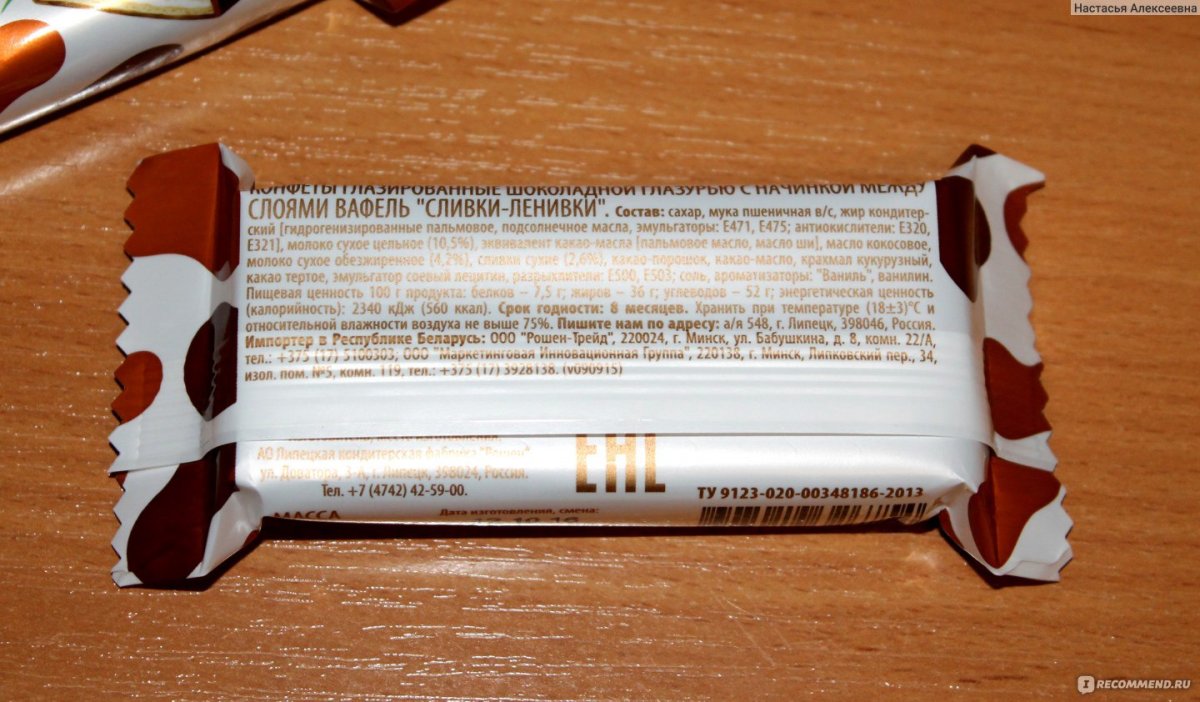 Настасья Алексеевна
КОНФЕТЫ ГЛАЗИРОВАННЫЕ ШОКОЛАДНОЙ ГЛАЗУРЬЮ С НАЧИНКОЙ МЕЖДУ
СЛОЯМИ ВАФЕЛЬ "СЛИВКИ-ЛЕНИВКИ". Состав: сахар, мука пшеничная в/с, жир кондитер-
ский [гидрогенизированные пальмовое, подсолнечное масла, эмульгаторы: Е471, Е475; антиокислители: Е320,
Е321], молоко сухое цельное (10,5%), эквивалент какао-масла [пальмовое масло, масло ши], масло кокосовое,
молоко сухое обезжиренное (4,2%), сливки сухие (2,6%), какао-порошок, какао-масло, крахмал кукурузный,
какао тертое, эмульгатор соевый лецитин, разрыхлители: Е500, Е503; соль, ароматизаторы: "Ваниль", ванилин.
Пищевая ценность 100 г продукта: белков – 7,5 г; жиров – 36 г; углеводов – 52 г; энергетическая ценность
(калорийность): 2340 кДж (560 ккал). Срок годности: 8 месяцев. Хранить при температуре (18±3)°С и
относительной влажности воздуха не выше 75%. Пишите нам по адресу: а/я 548, г. Липецк, 398046, Россия.
Импортер в Республике Беларусь: ООО "Рошен-Трейд", 220024, г. Минск, ул. Бабушкина, д. 8, комн. 22/А,
тел.: +375 (17) 5100303, ООО "Маркетинговая Инновационная Группа", 220138, г. Минск, Липковский пер., 34,
изол. пом. №5, комн. 119, тел.: +375 (17) 3928138. (v090915)
АО Липецкая кондитерская фабрика "Рошен"
ул. Доватора, 3-А, г. Липецк, 398024, Россия.
Тел. +7 (4742) 42-59-00.
EAC
ТУ 9123-020-00348186-2013
МАССА
Дата изготовления, смена:
IRECOMMEND.RU